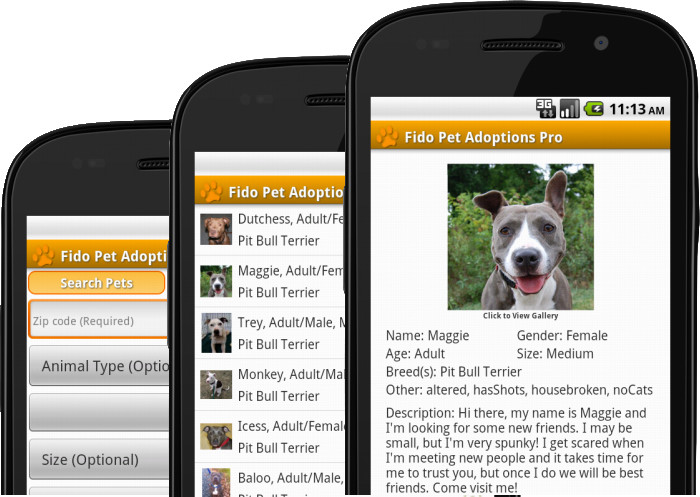 Fido Pet Adopti
Search Pets
Zip code (Required)
Animal Type (Optio
Size (Optional)
Fido Pet Adoptio
Dutchess, Adult/Fe
Pit Bull Terrier
Maggie, Adult/Fem
Pit Bull Terrier
Trey, Adult/Male, M
Pit Bull Terrier
Monkey, Adult/Mal
Pit Bull Terrier
Icess, Adult/Female
Pit Bull Terrier
Baloo, Adult/Male,
Pit Bull Terrier
3G 11:13 AM
Fido Pet Adoptions Pro
Click to View Gallery
Name: Maggie Gender: Female
Age: Adult Size: Medium
Breed(s): Pit Bull Terrier
Other: altered, hasShots, housebroken, noCats
Description: Hi there, my name is Maggie and
I'm looking for some new friends. I may be
small, but I'm very spunky! I get scared when
I'm meeting new people and it takes time for
me to trust you, but once I do we will be best
friends. Come visit me!